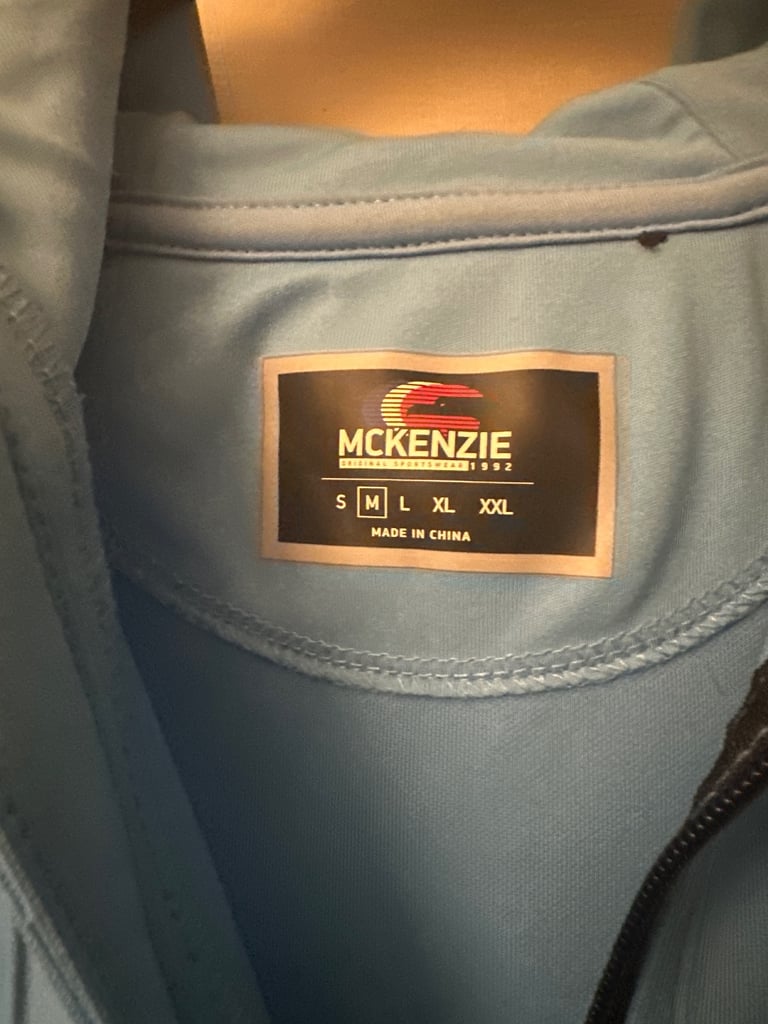 MCKENZIE
ORIGINAL SPORTSWEAR 1992
S M L XL XXL
MADE IN CHINA